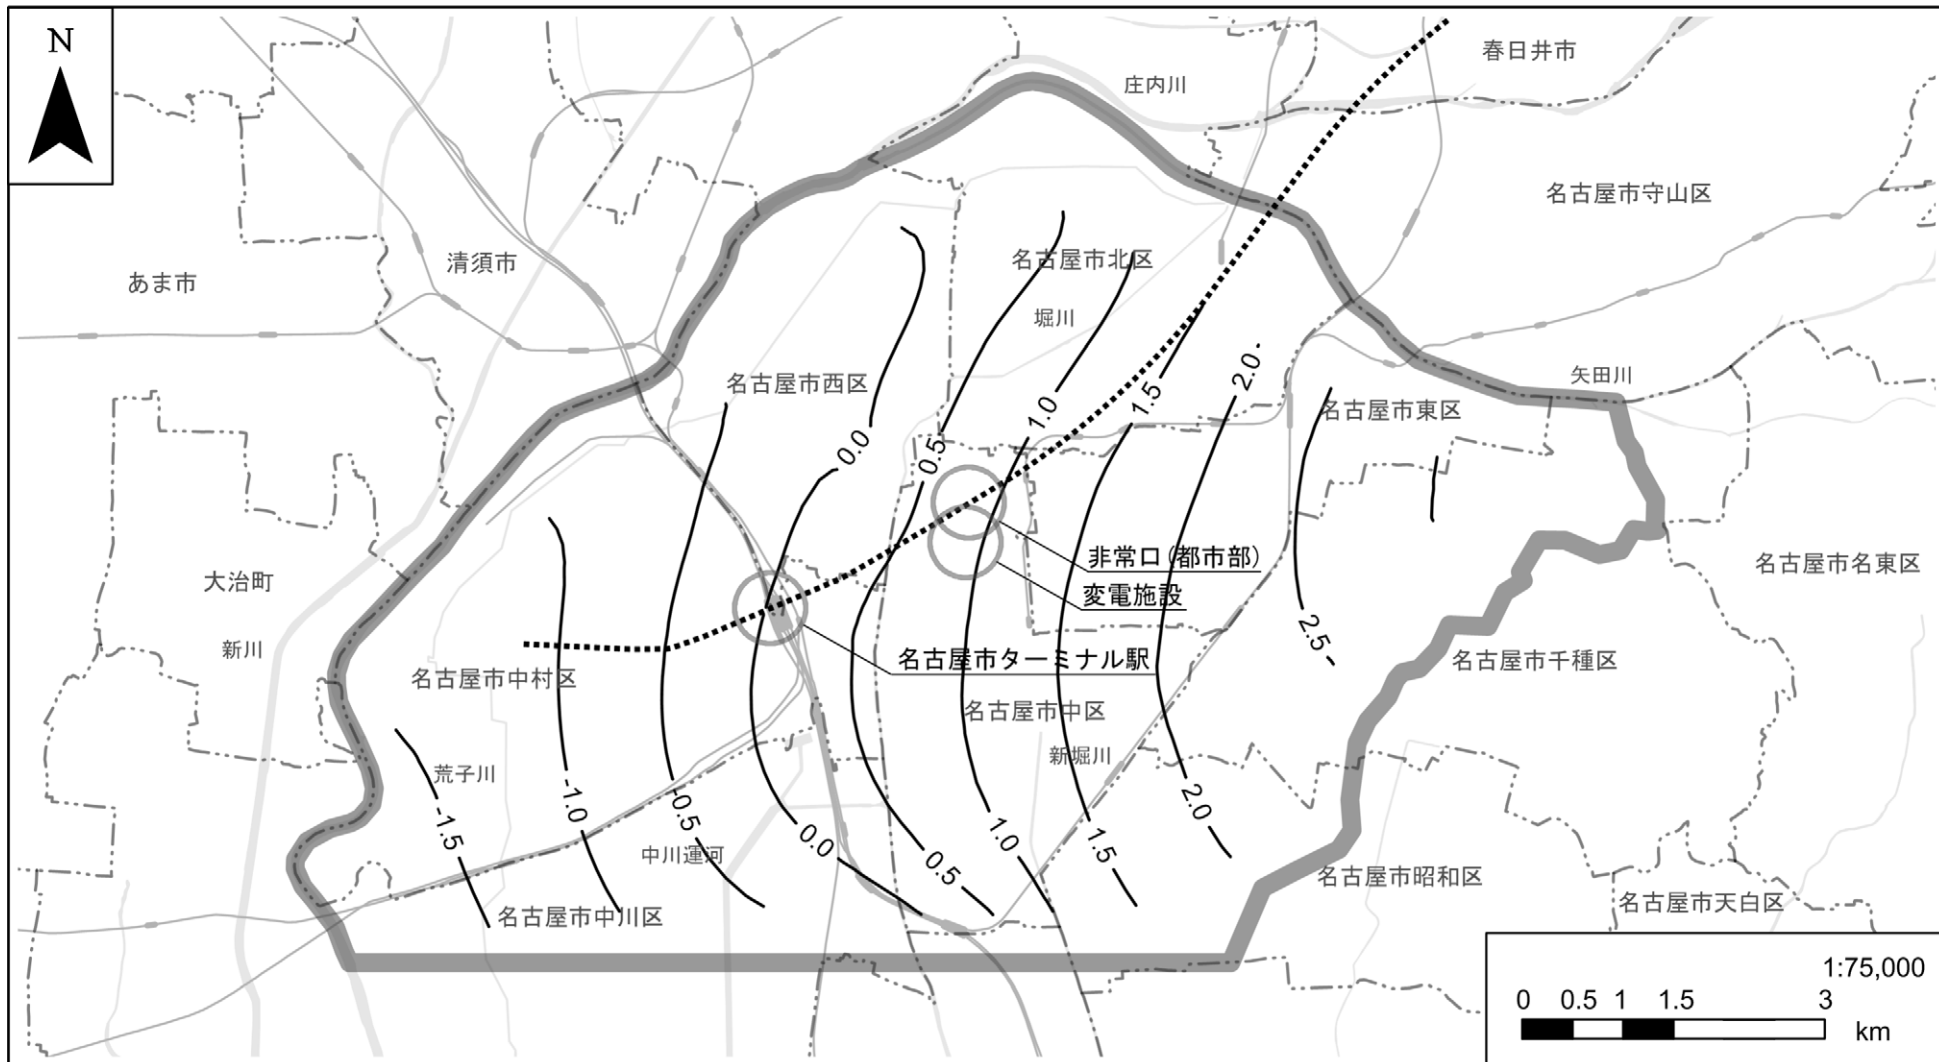 N
春日井市
庄内川
名古屋市守山区
名古屋市北区
清須市
あま市
堀川
2.0
矢田川
名古屋市西区
1.5
名古屋市東区
1.0
0.0
0.5
非常口(都市部)
名古屋市名東区
大治町
変電施設
2.5
新川
名古屋市ターミナル駅
名古屋市千種区
名古屋市中村区
名古屋市中区
新堀川
荒子川
-1.0
-0.5
2.0
-1.5
0.0
1.0
1.5
中川運河
0.5
名古屋市昭和区
名古屋市中川区
名古屋市天白区
1:75,000
0 0.5 1 1.5 3
km